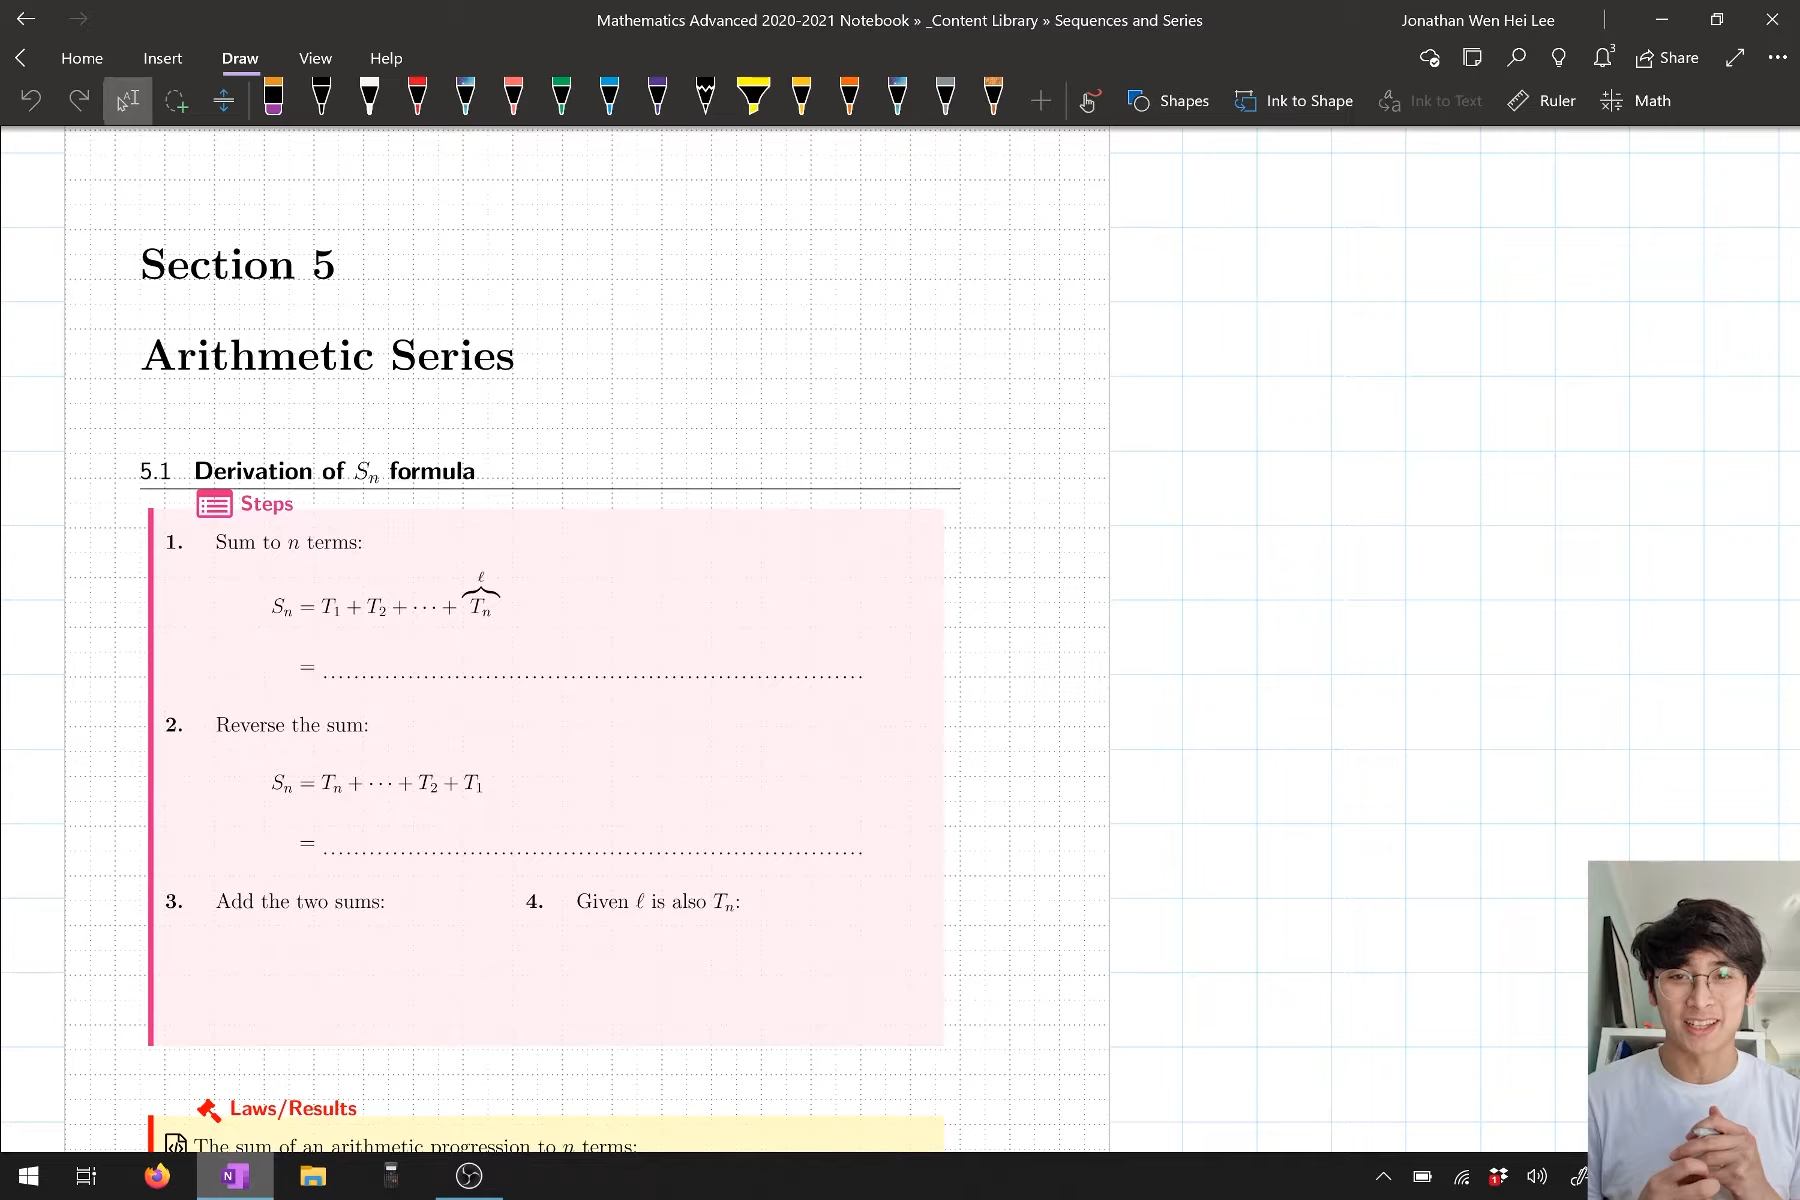 Mathematics Advanced 2020-2021 Notebook » _Content Library » Sequences and Series
Jonathan Wen Hei Lee
Home Insert Draw View Help
3
Share
Shapes Ink to Shape Ink to Text Ruler Math
Section 5
Arithmetic Series
5.1 Derivation of Sₙ formula
Steps
1. Sum to n terms:
ℓ
Sₙ = T₁ + T₂ + ⋯ + Tₙ
= ......................................................................
2. Reverse the sum:
Sₙ = Tₙ + ⋯ + T₂ + T₁
= ......................................................................
3. Add the two sums:
4. Given ℓ is also Tₙ:
Laws/Results
The sum of an arithmetic progression to n terms:
N
1